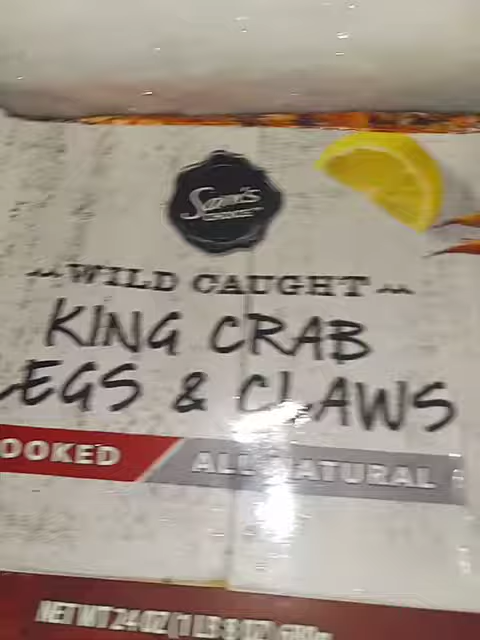 Sam's
CHOICE™
WILD CAUGHT
KING CRAB
LEGS & CLAWS
COOKED
ALL NATURAL
NET WT 24 OZ (1 LB 8 OZ) 680g